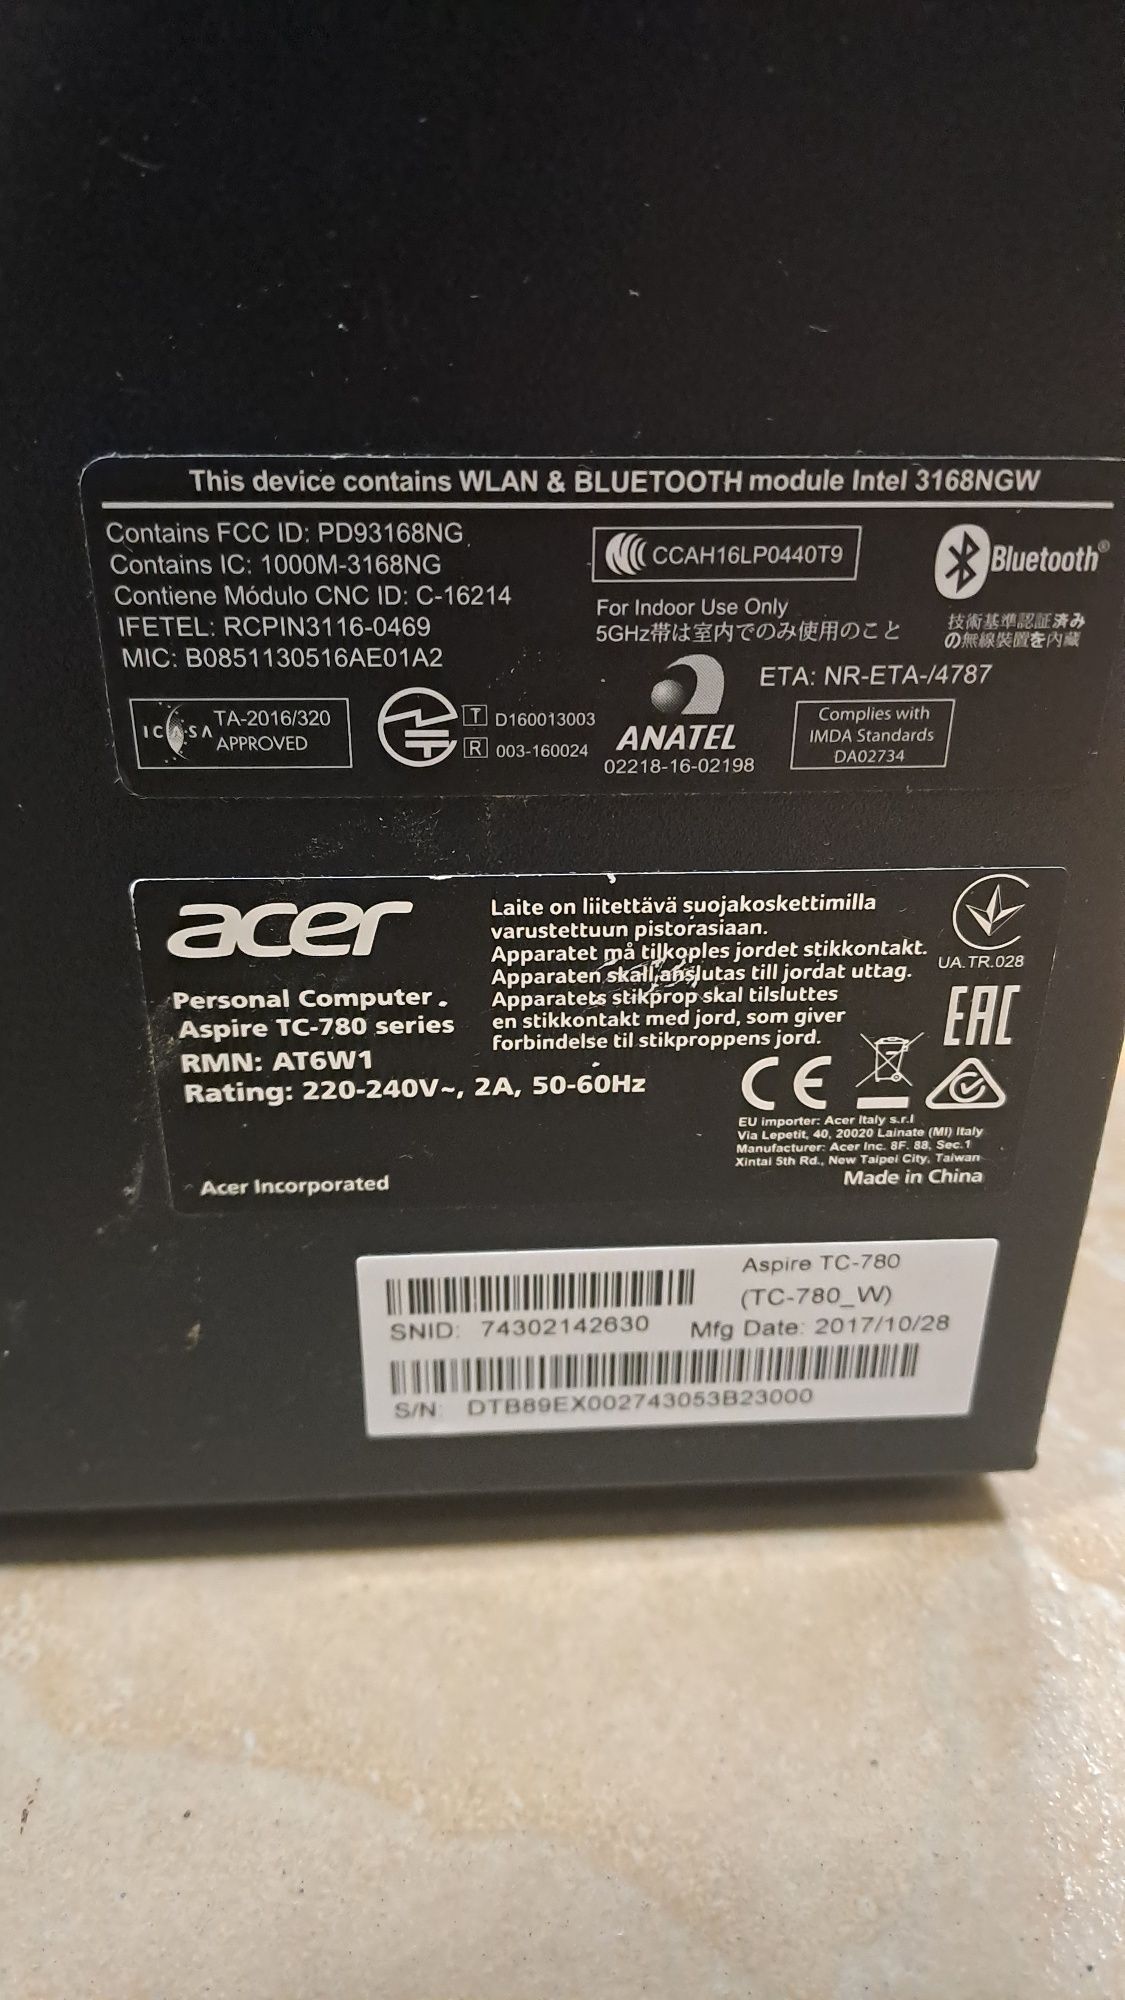 This device contains WLAN & BLUETOOTH module Intel 3168NGW
Contains FCC ID: PD93168NG
Contains IC: 1000M-3168NG
Contiene Módulo CNC ID: C-16214
IFETEL: RCPIN3116-0469
MIC: B0851130516AE01A2
CCAH16LP0440T9
Bluetooth®
For Indoor Use Only
5GHz帯は室内でのみ使用のこと
技術基準認証済み
の無線装置を内蔵
ETA: NR-ETA-/4787
ICASA
TA-2016/320
APPROVED
T D160013003
R 003-160024
ANATEL
02218-16-02198
Complies with
IMDA Standards
DA02734
acer
Personal Computer
Aspire TC-780 series
RMN: AT6W1
Rating: 220-240V~, 2A, 50-60Hz
Acer Incorporated
Laite on liitettävä suojakoskettimilla
varustettuun pistorasiaan.
Apparatet må tilkoples jordet stikkontakt.
Apparaten skall anslutas till jordat uttag.
Apparatets stikprop skal tilsluttes
en stikkontakt med jord, som giver
forbindelse til stikproppens jord.
UA.TR.028
EAC
CE
EU importer: Acer Italy s.r.l
Via Lepetit, 40, 20020 Lainate (MI) Italy
Manufacturer: Acer Inc. 8F, 88, Sec.1
Xintai 5th Rd., New Taipei City, Taiwan
Made in China
Aspire TC-780
(TC-780_W)
SNID: 74302142630
Mfg Date: 2017/10/28
S/N: DTB89EX002743053B23000